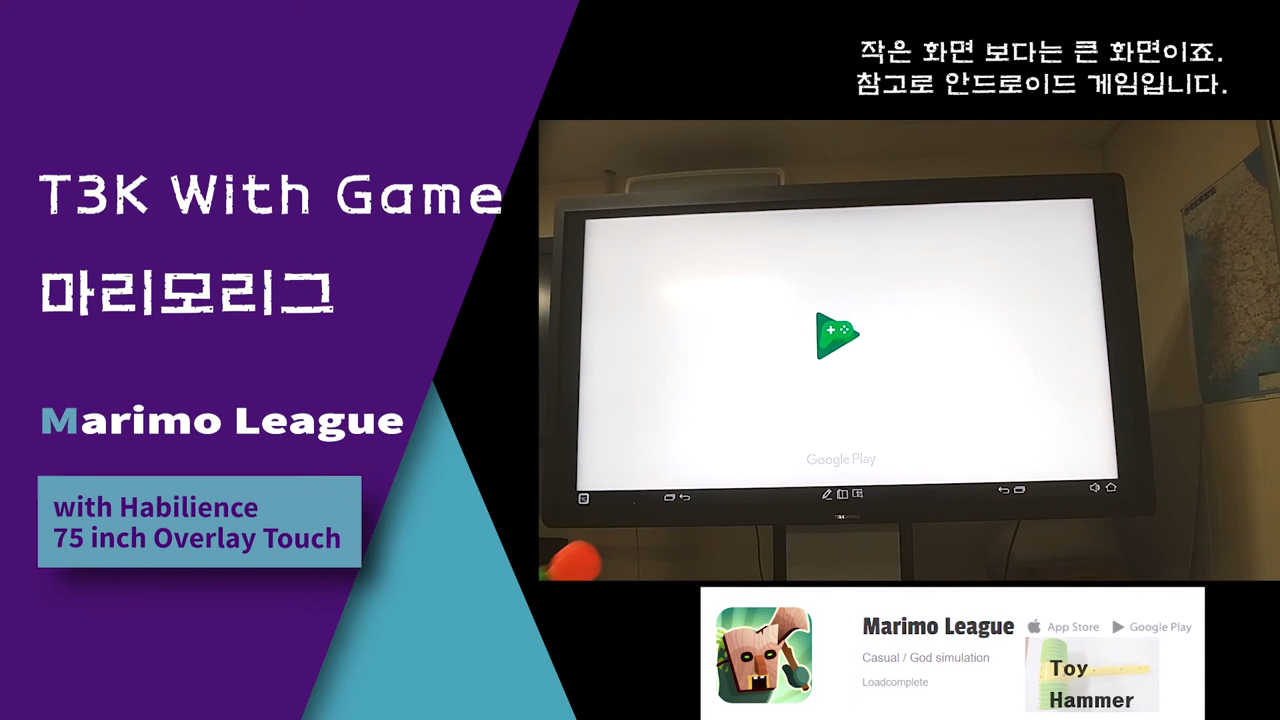 작은 화면 보다는 큰 화면이죠.
참고로 안드로이드 게임입니다.
T3K With Game
마리모리그
Marimo League
with Habilience
75 inch Overlay Touch
Google Play
Marimo League
App Store
Google Play
Casual / God simulation
Loadcomplete
Toy
Hammer